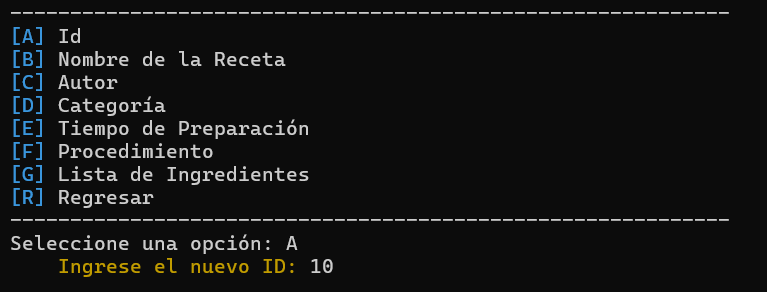 ------------------------------------------------------------
[A] Id
[B] Nombre de la Receta
[C] Autor
[D] Categoría
[E] Tiempo de Preparación
[F] Procedimiento
[G] Lista de Ingredientes
[R] Regresar
------------------------------------------------------------
Seleccione una opción: A
Ingrese el nuevo ID: 10